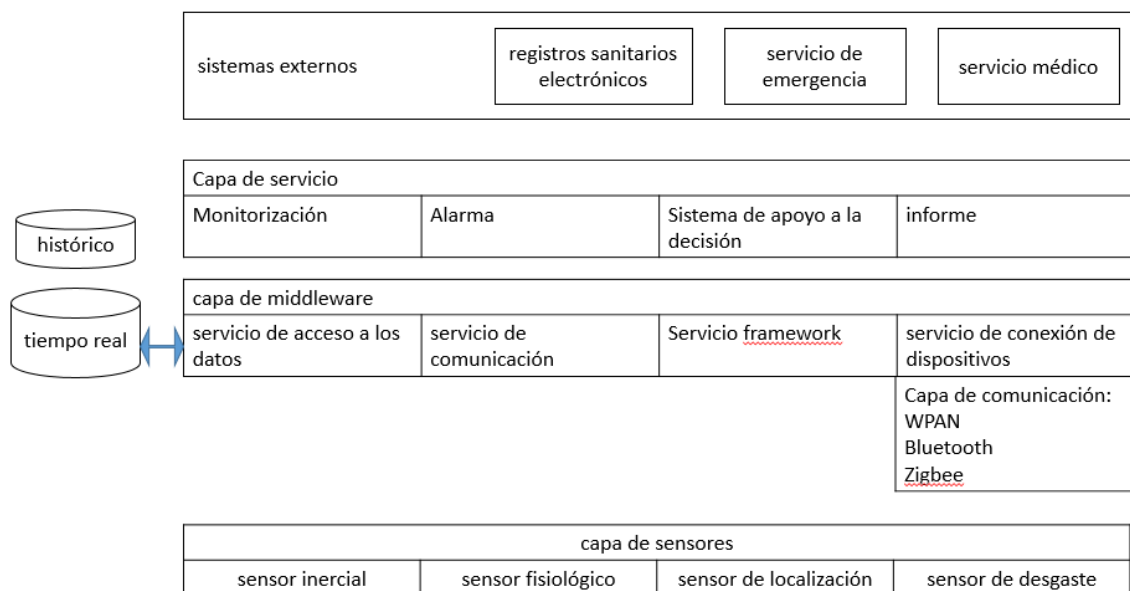 sistemas externos
registros sanitarios
electrónicos
servicio de
emergencia
servicio médico
Capa de servicio
Monitorización
Alarma
Sistema de apoyo a la
decisión
informe
histórico
capa de middleware
tiempo real
servicio de acceso a los
datos
servicio de
comunicación
Servicio framework
servicio de conexión de
dispositivos
Capa de comunicación:
WPAN
Bluetooth
Zigbee
capa de sensores
sensor inercial
sensor fisiológico
sensor de localización
sensor de desgaste